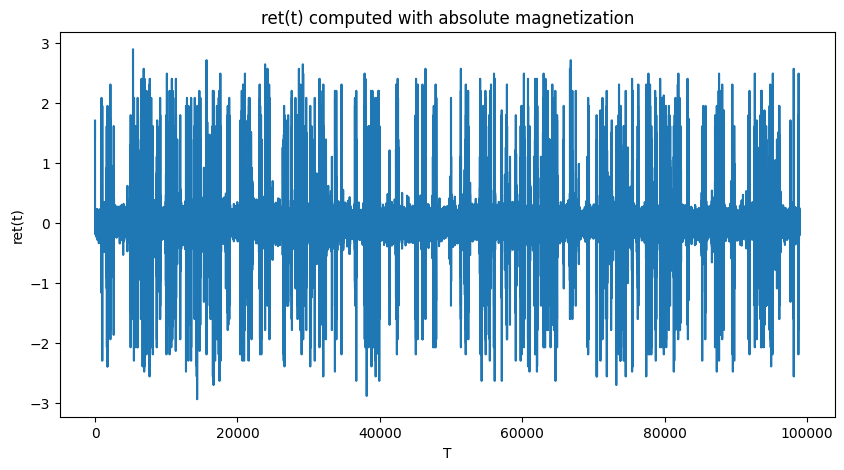 ret(t) computed with absolute magnetization
3
2
1
0
−1
−2
−3
ret(t)
0 20000 40000 60000 80000 100000
T